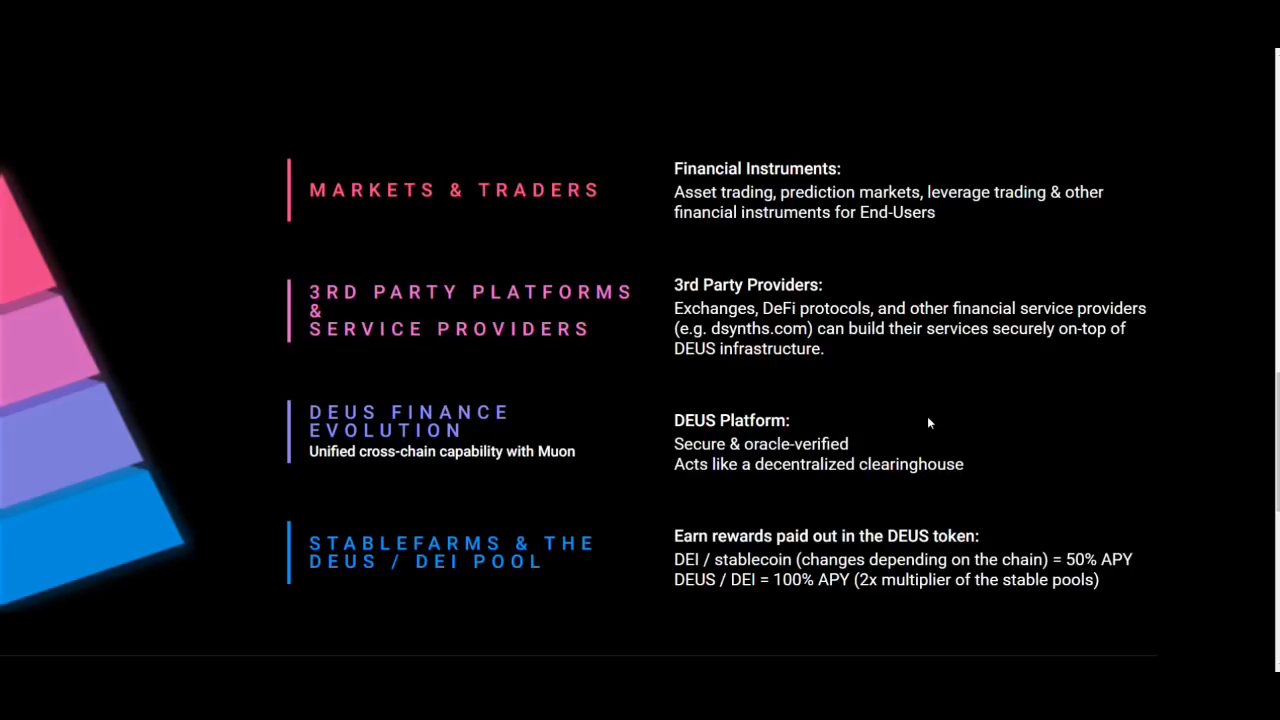 MARKETS & TRADERS
Financial Instruments:
Asset trading, prediction markets, leverage trading & other
financial instruments for End-Users
3RD PARTY PLATFORMS
&
SERVICE PROVIDERS
3rd Party Providers:
Exchanges, DeFi protocols, and other financial service providers
(e.g. dsynths.com) can build their services securely on-top of
DEUS infrastructure.
DEUS FINANCE
EVOLUTION
Unified cross-chain capability with Muon
DEUS Platform:
Secure & oracle-verified
Acts like a decentralized clearinghouse
STABLEFARMS & THE
DEUS / DEI POOL
Earn rewards paid out in the DEUS token:
DEI / stablecoin (changes depending on the chain) = 50% APY
DEUS / DEI = 100% APY (2x multiplier of the stable pools)